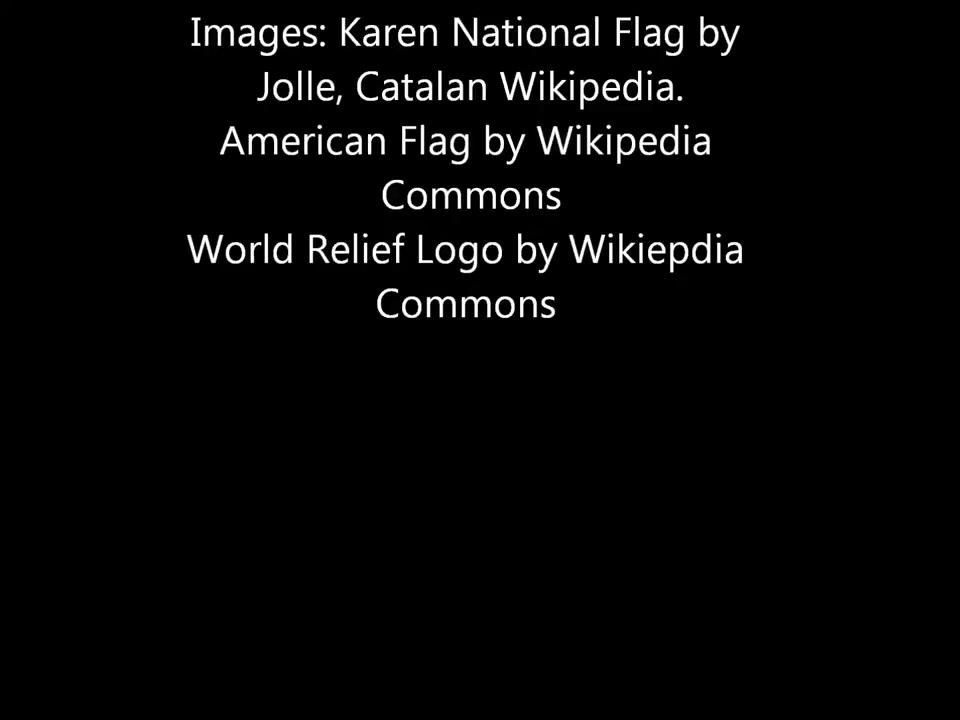 Images: Karen National Flag by
Jolle, Catalan Wikipedia.
American Flag by Wikipedia
Commons
World Relief Logo by Wikiepdia
Commons